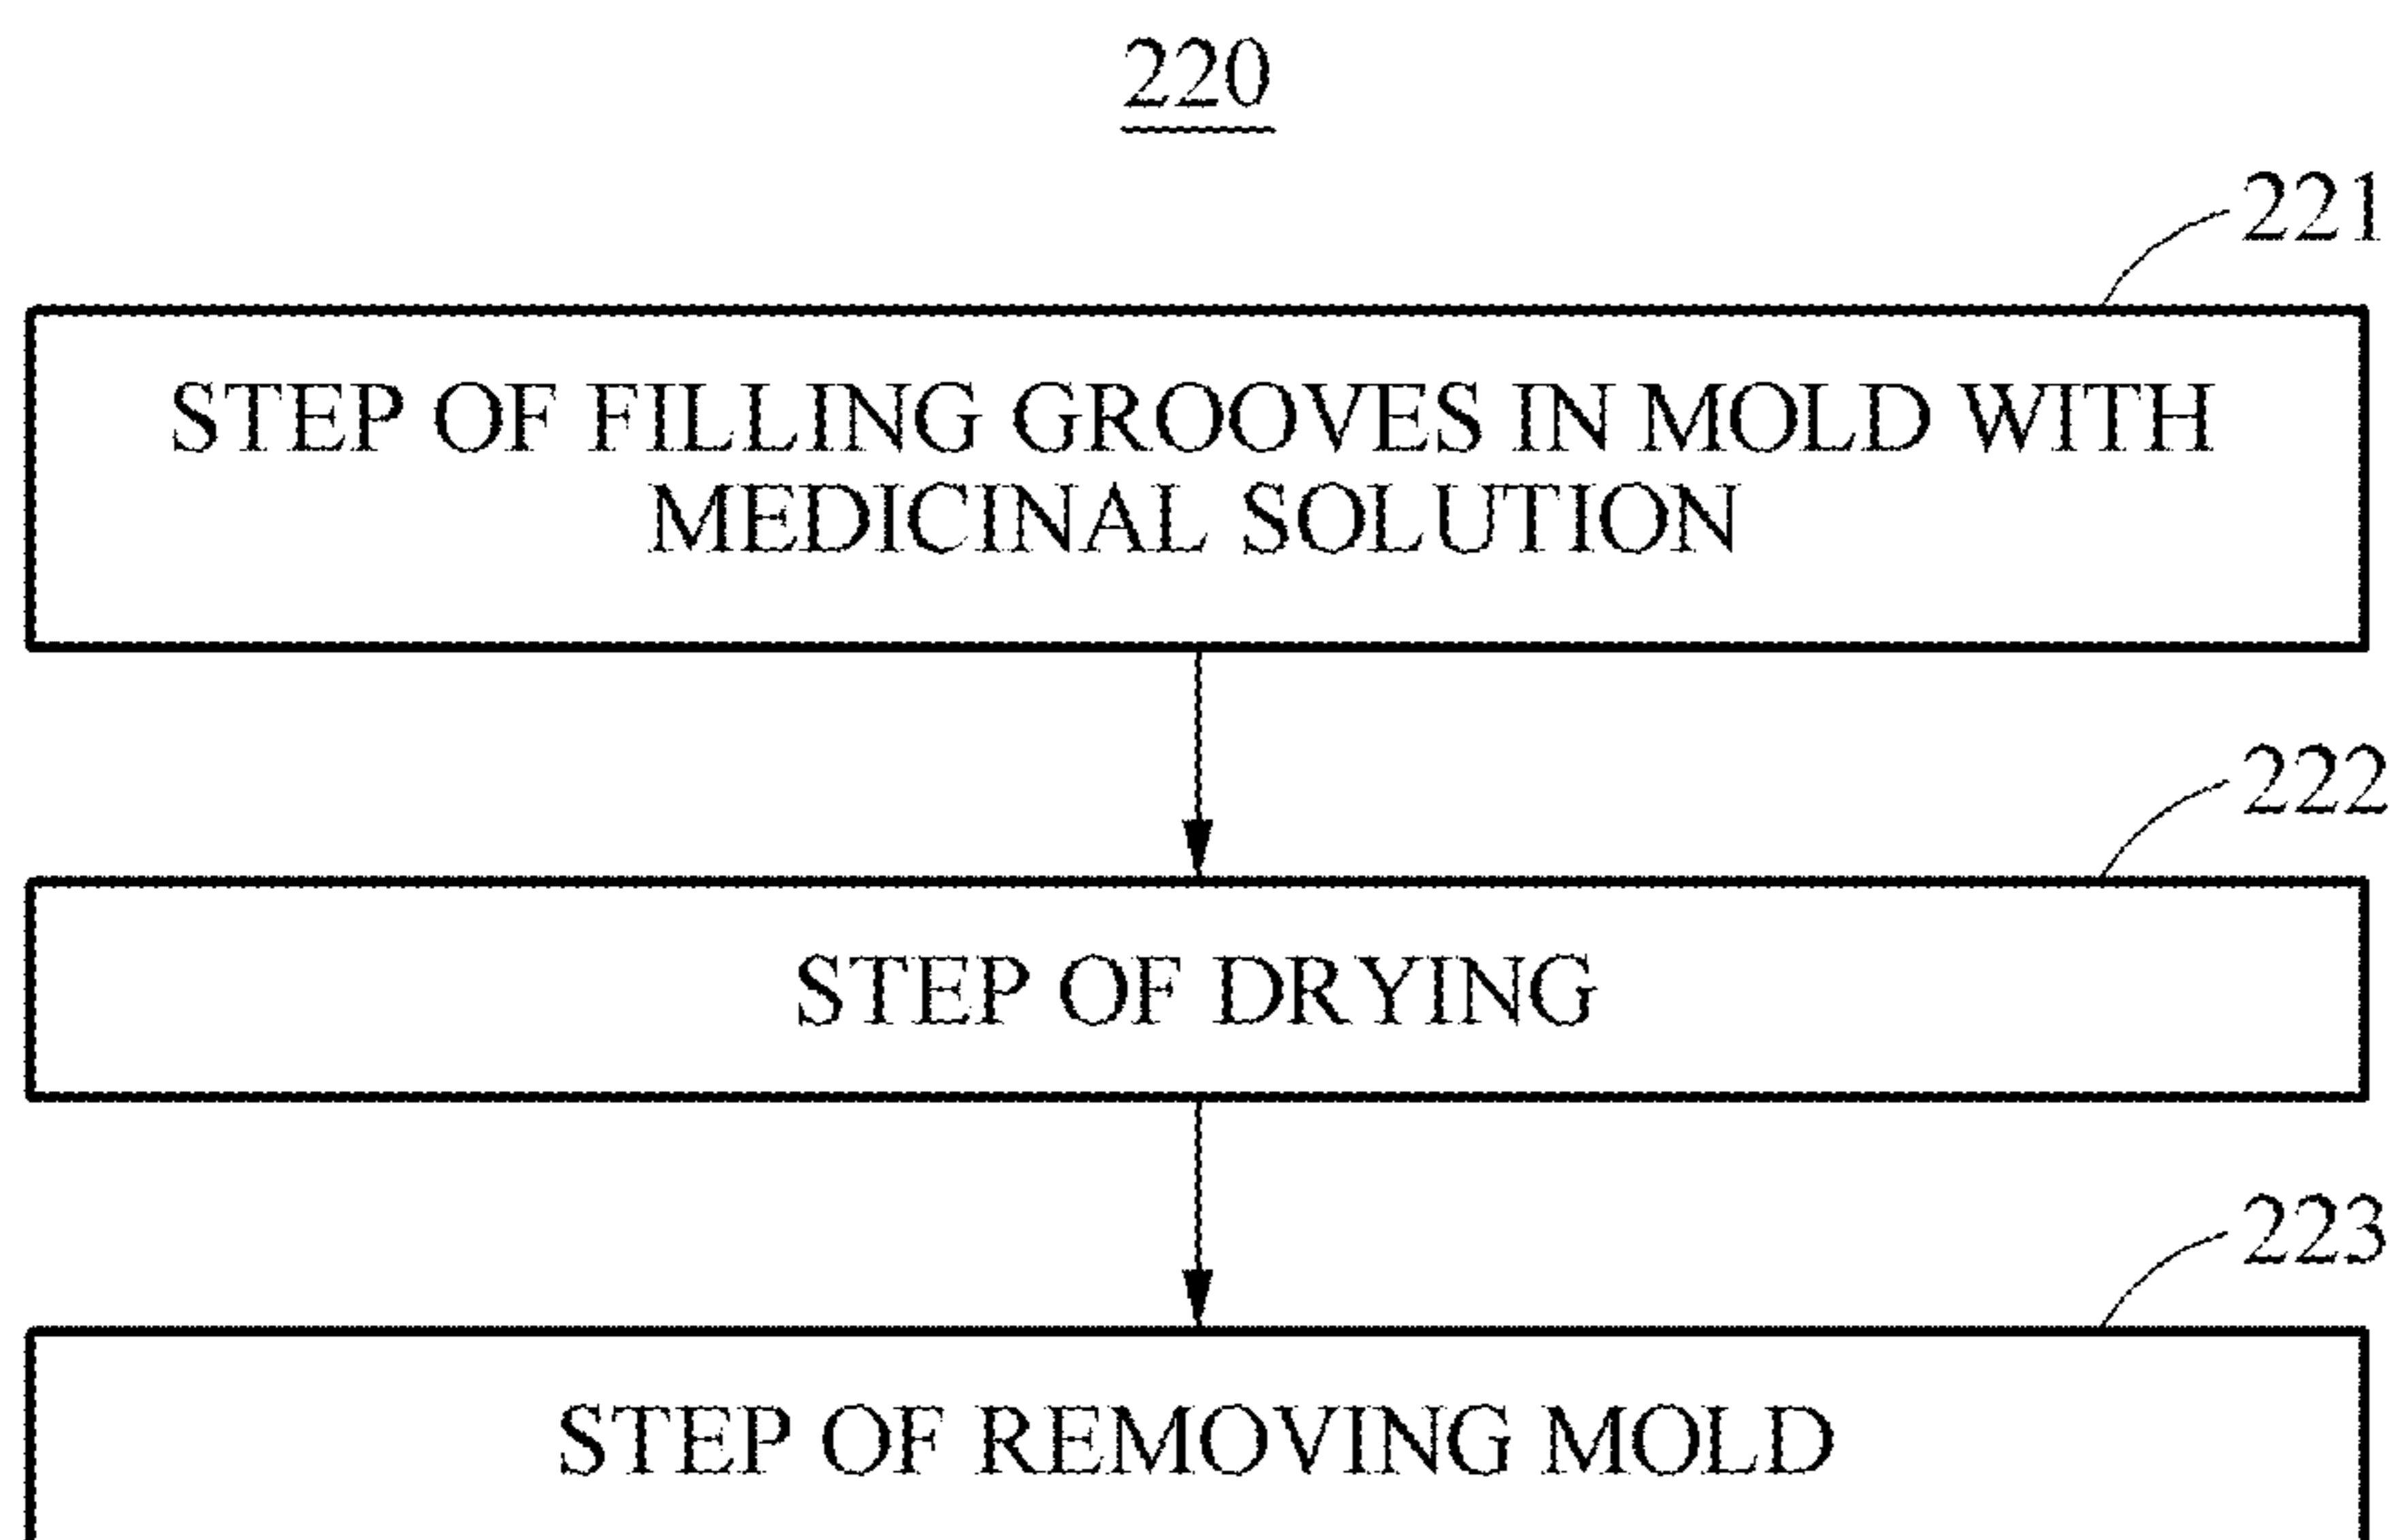 220
221
STEP OF FILLING GROOVES IN MOLD WITH
MEDICINAL SOLUTION
222
STEP OF DRYING
223
STEP OF REMOVING MOLD